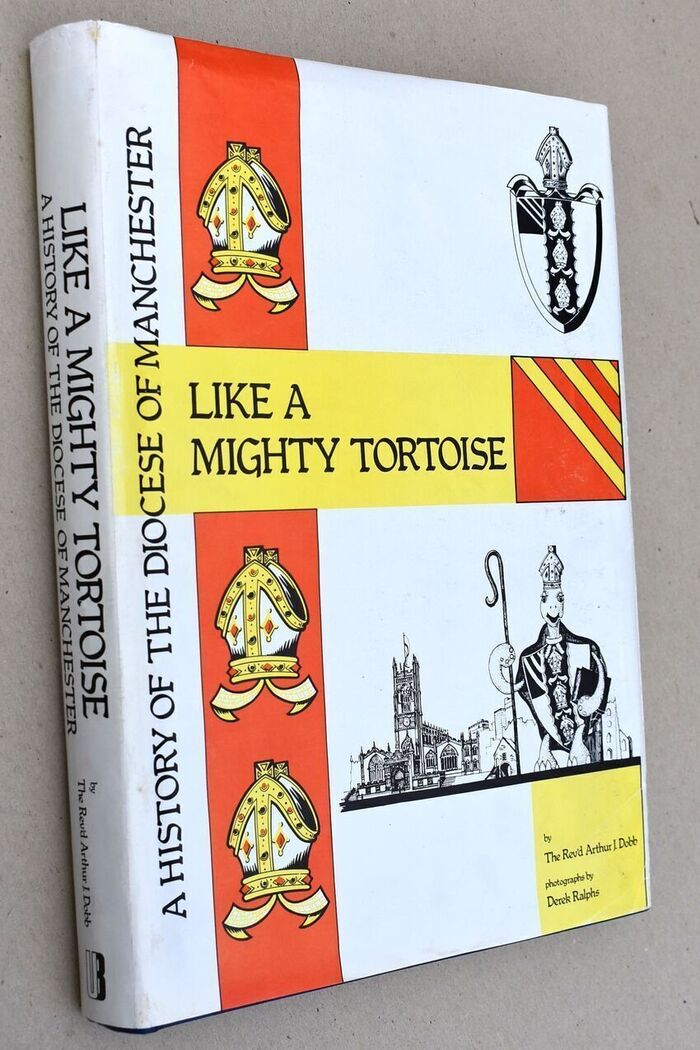 LIKE A MIGHTY TORTOISE
A HISTORY OF THE DIOCESE OF MANCHESTER
by
The Rev'd Arthur J. Dobb
A HISTORY OF THE DIOCESE OF MANCHESTER
LIKE A
MIGHTY TORTOISE
by
The Rev'd Arthur J. Dobb
photographs by
Derek Ralphs